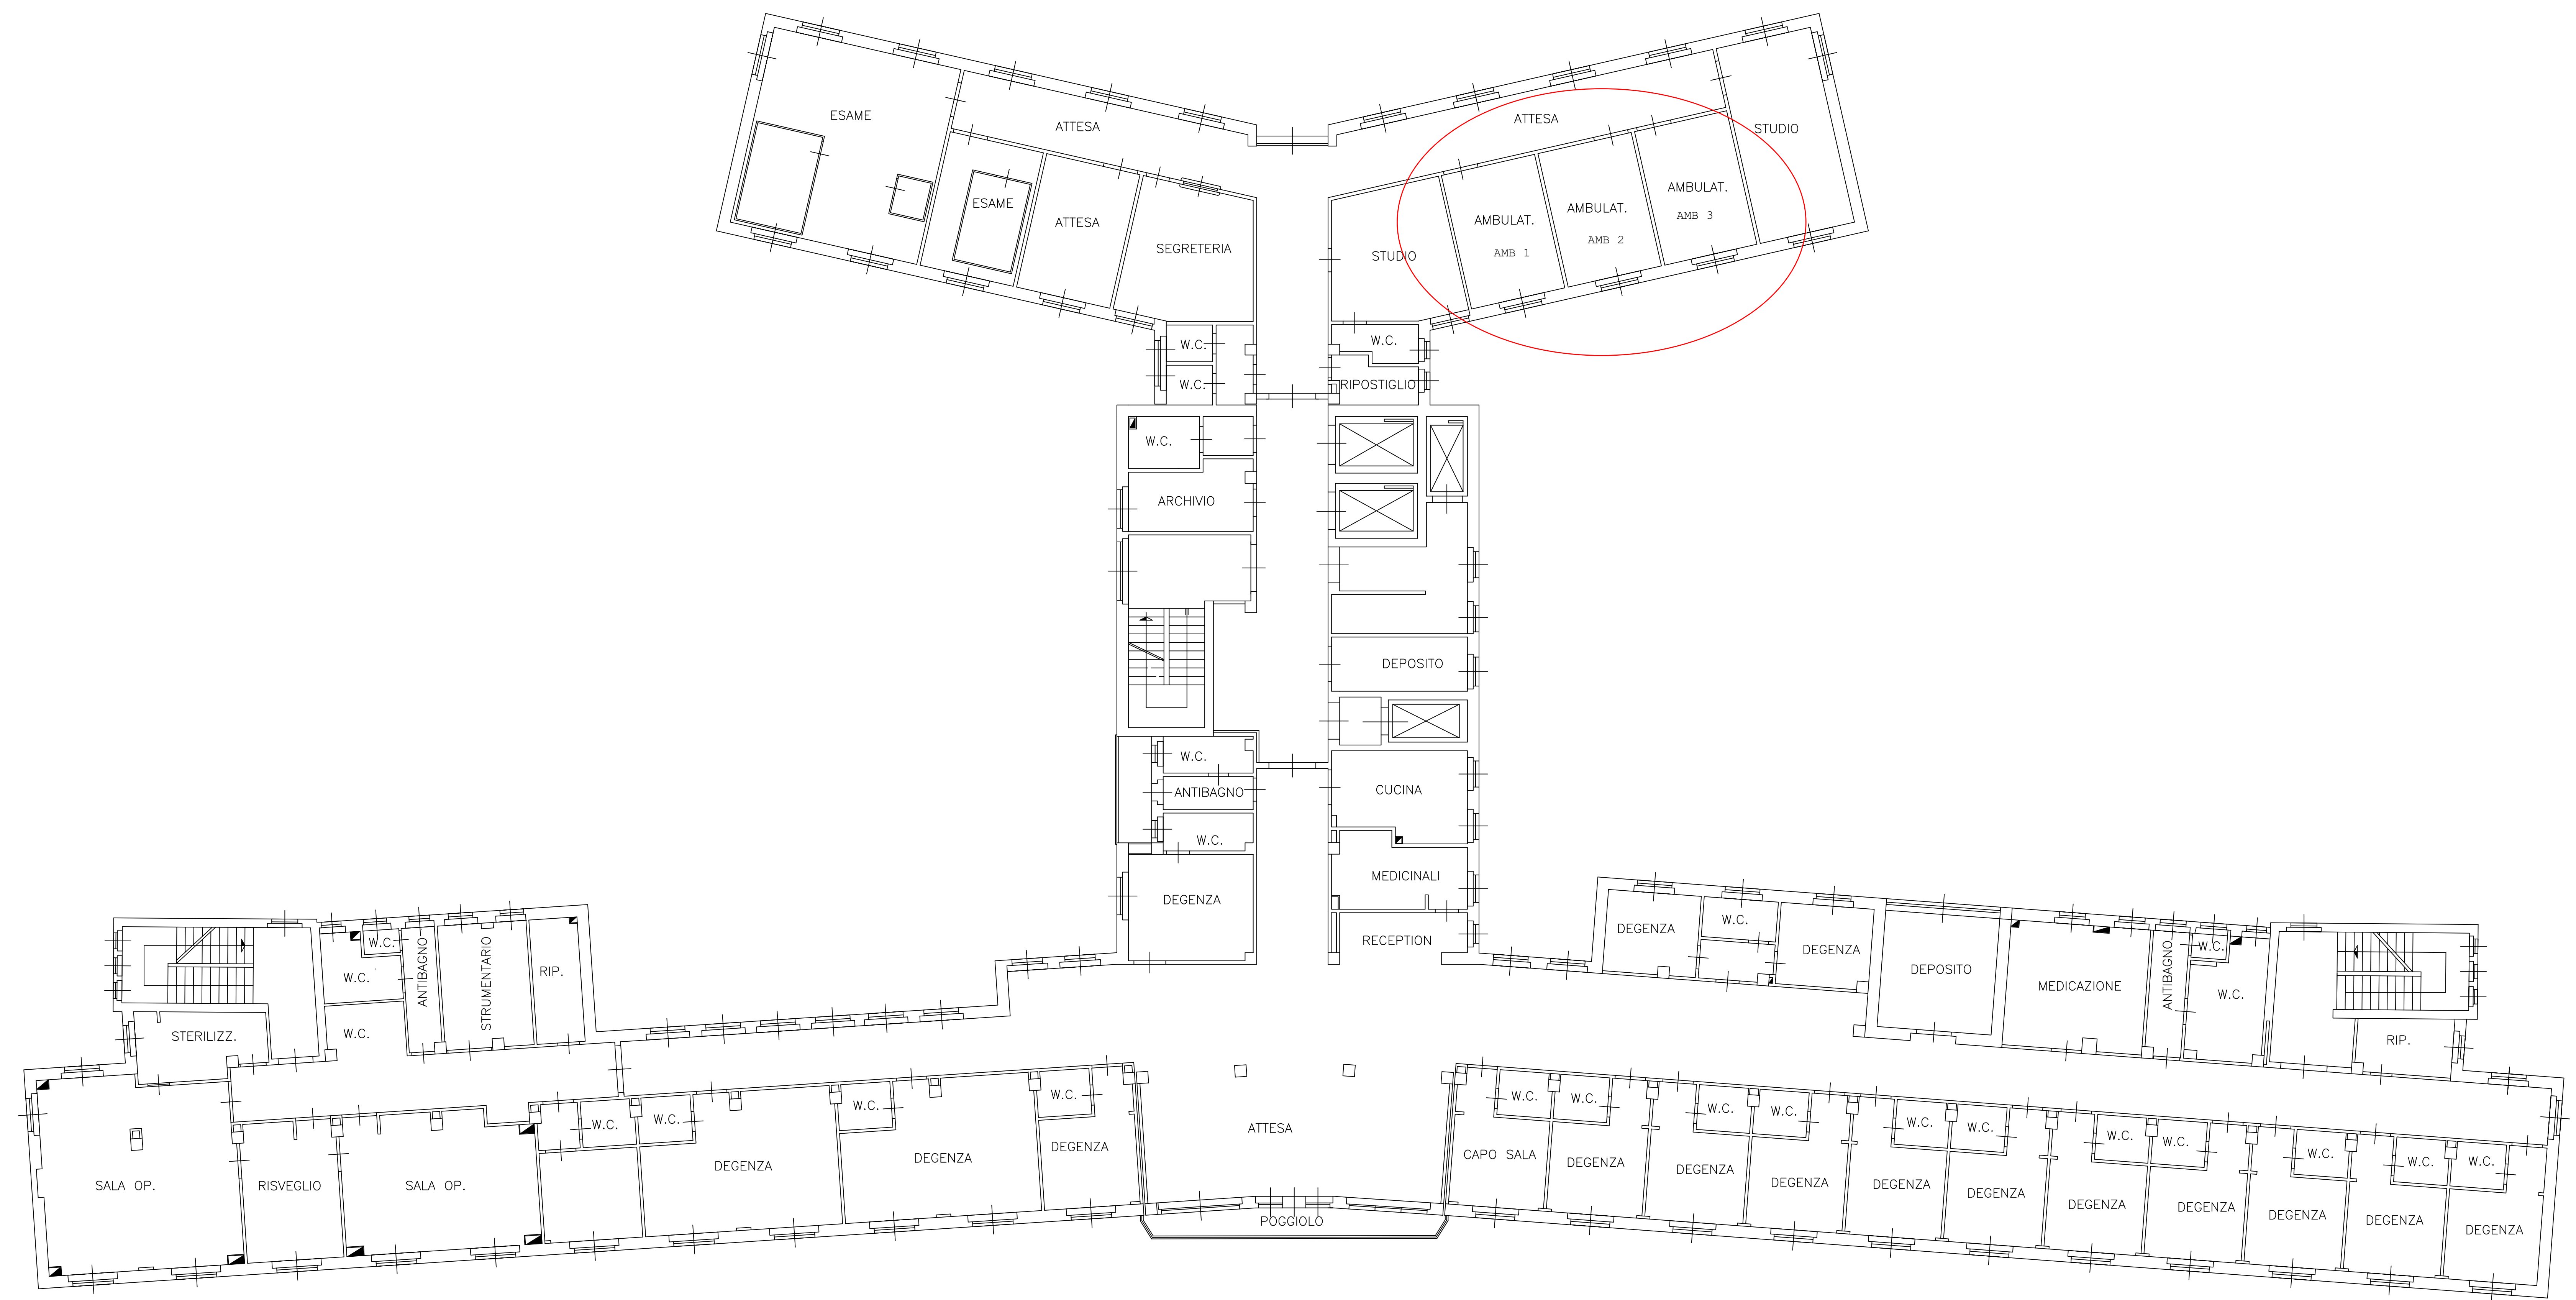 ESAME
ATTESA
ATTESA
STUDIO
ESAME
ATTESA
SEGRETERIA
STUDIO
AMBULAT.
AMB 1
AMBULAT.
AMB 2
AMBULAT.
AMB 3
W.C.
W.C.
W.C.
RIPOSTIGLIO
W.C.
ARCHIVIO
DEPOSITO
W.C.
ANTIBAGNO
W.C.
CUCINA
MEDICINALI
DEGENZA
RECEPTION
W.C.
W.C.
ANTIBAGNO
STRUMENTARIO
RIP.
STERILIZZ.
W.C.
DEGENZA
W.C.
DEGENZA
DEPOSITO
MEDICAZIONE
ANTIBAGNO
W.C.
W.C.
RIP.
SALA OP.
RISVEGLIO
SALA OP.
W.C.
W.C.
DEGENZA
W.C.
DEGENZA
W.C.
DEGENZA
ATTESA
POGGIOLO
CAPO SALA
W.C.
W.C.
DEGENZA
DEGENZA
W.C.
W.C.
DEGENZA
DEGENZA
W.C.
W.C.
DEGENZA
DEGENZA
W.C.
W.C.
DEGENZA
DEGENZA
W.C.
DEGENZA
W.C.
W.C.
DEGENZA